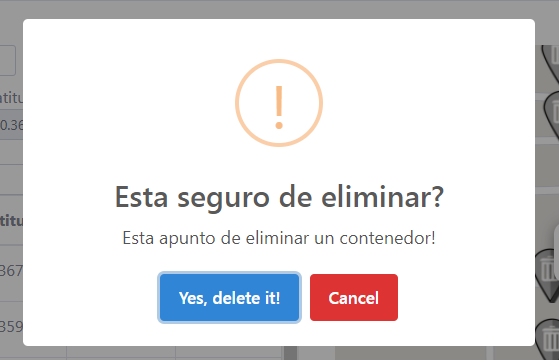 Esta seguro de eliminar?
Esta apunto de eliminar un contenedor!
Yes, delete it!
Cancel